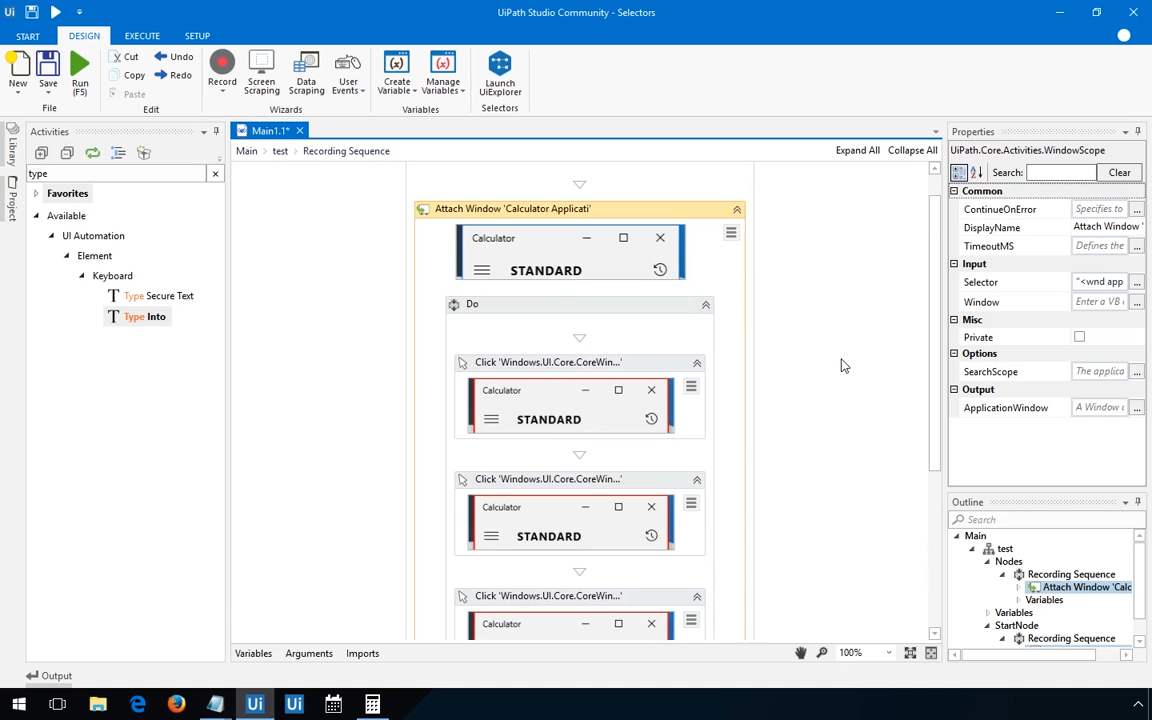 Ui
UiPath Studio Community - Selectors
START
DESIGN
EXECUTE
SETUP
New
Save
Run
(F5)
Cut
Copy
Paste
Undo
Redo
Record
Screen
Scraping
Data
Scraping
User
Events
Create
Variable
Manage
Variables
Launch
UiExplorer
File
Edit
Wizards
Variables
Selectors
Library
Project
Activities
type
Favorites
Available
UI Automation
Element
Keyboard
Type Secure Text
Type Into
Main1.1*
Main > test > Recording Sequence
Expand All
Collapse All
Attach Window 'Calculator Applicati'
Calculator
STANDARD
Do
Click 'Windows.UI.Core.CoreWin...'
Calculator
STANDARD
Click 'Windows.UI.Core.CoreWin...'
Calculator
STANDARD
Click 'Windows.UI.Core.CoreWin...'
Calculator
Variables
Arguments
Imports
100%
Properties
UiPath.Core.Activities.WindowScope
Search:
Clear
Common
ContinueOnError
Specifies to
...
DisplayName
Attach Window '
TimeoutMS
Defines the
...
Input
Selector
"<wnd app
...
Window
Enter a VB
...
Misc
Private
Options
SearchScope
The applica
...
Output
ApplicationWindow
A Window
...
Outline
Search
Main
test
Nodes
Recording Sequence
Attach Window 'Calc
Variables
Variables
StartNode
Recording Sequence
Output
Ui
Ui